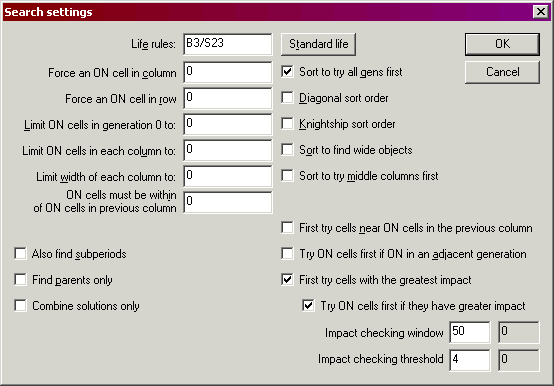 Search settings
Life rules: B3/S23 Standard life OK
Force an ON cell in column 0 Sort to try all gens first Cancel
Force an ON cell in row 0 Diagonal sort order
Limit ON cells in generation 0 to: 0 Knightship sort order
Limit ON cells in each column to: 0 Sort to find wide objects
Limit width of each column to: 0 Sort to try middle columns first
ON cells must be within
of ON cells in previous column 0
First try cells near ON cells in the previous column
Also find subperiods Try ON cells first if ON in an adjacent generation
Find parents only First try cells with the greatest impact
Combine solutions only Try ON cells first if they have greater impact
Impact checking window 50 0
Impact checking threshold 4 0